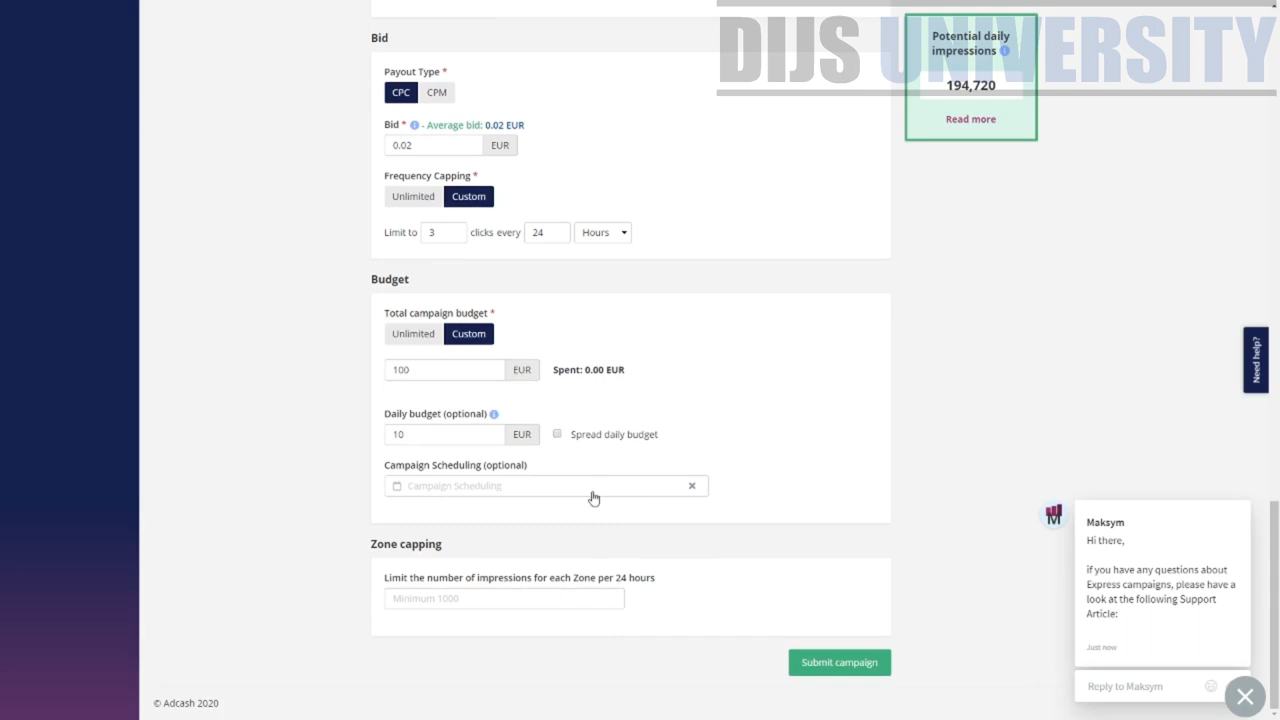 DIJS UNIVERSITY
Bid
Payout Type *
CPC CPM
Bid * - Average bid: 0.02 EUR
0.02 EUR
Frequency Capping *
Unlimited Custom
Limit to 3 clicks every 24 Hours
Budget
Total campaign budget *
Unlimited Custom
100 EUR Spent: 0.00 EUR
Daily budget (optional)
10 EUR Spread daily budget
Campaign Scheduling (optional)
Campaign Scheduling
Zone capping
Limit the number of impressions for each Zone per 24 hours
Minimum 1000
Submit campaign
© Adcash 2020
Potential daily
impressions
194,720
Read more
Need help?
Maksym
Hi there,
if you have any questions about
Express campaigns, please have a
look at the following Support
Article:
Just now
Reply to Maksym